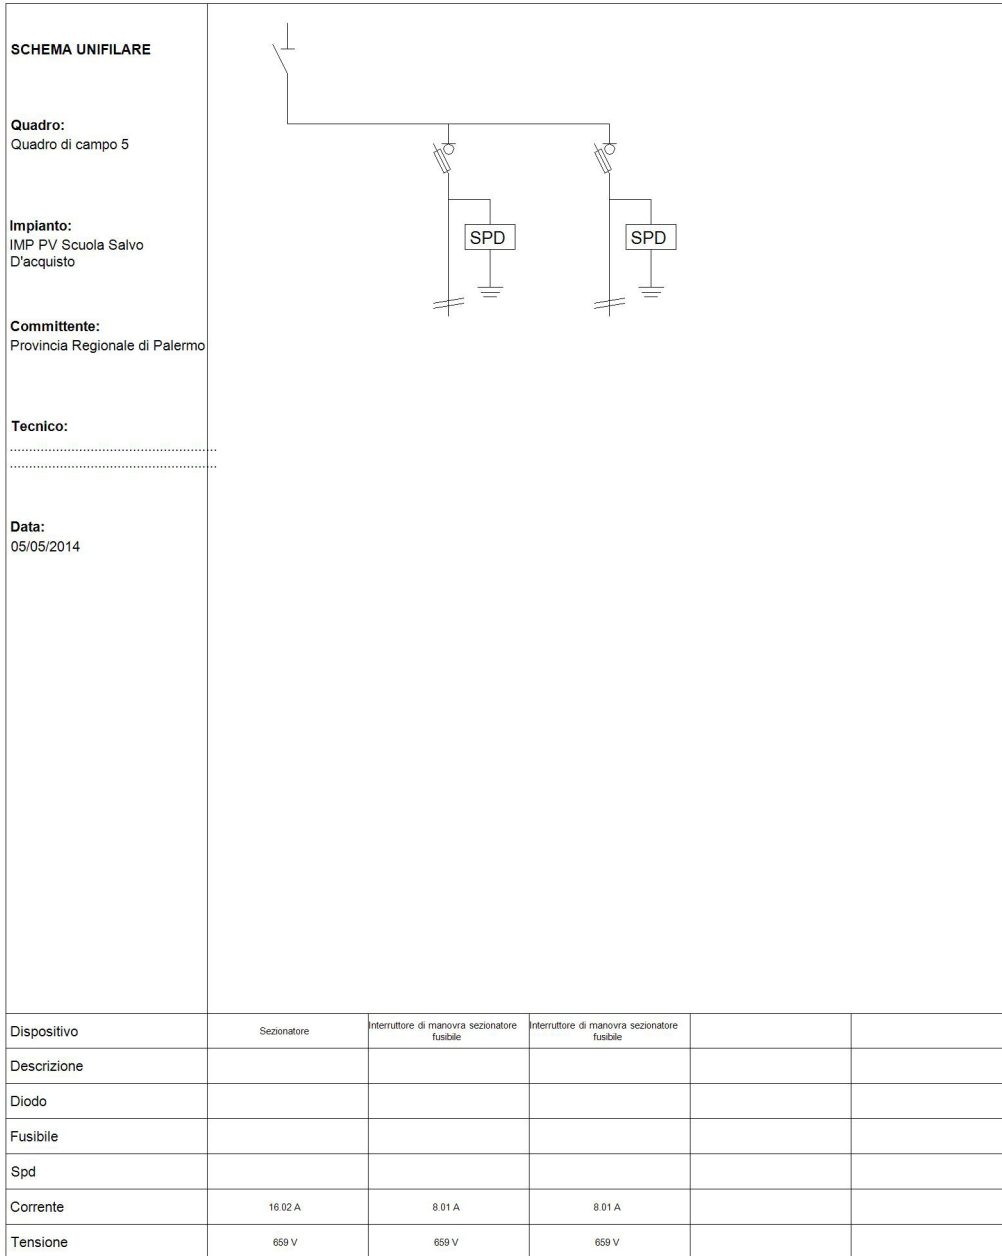 SCHEMA UNIFILARE
Quadro:
Quadro di campo 5
Impianto:
IMP PV Scuola Salvo
D'acquisto
Committente:
Provincia Regionale di Palermo
Tecnico:
......................................................
......................................................
Data:
05/05/2014
SPD
SPD
Dispositivo
Sezionatore
Interruttore di manovra sezionatore
fusibile
Interruttore di manovra sezionatore
fusibile
Descrizione
Diodo
Fusibile
Spd
Corrente
16.02 A
8.01 A
8.01 A
Tensione
659 V
659 V
659 V